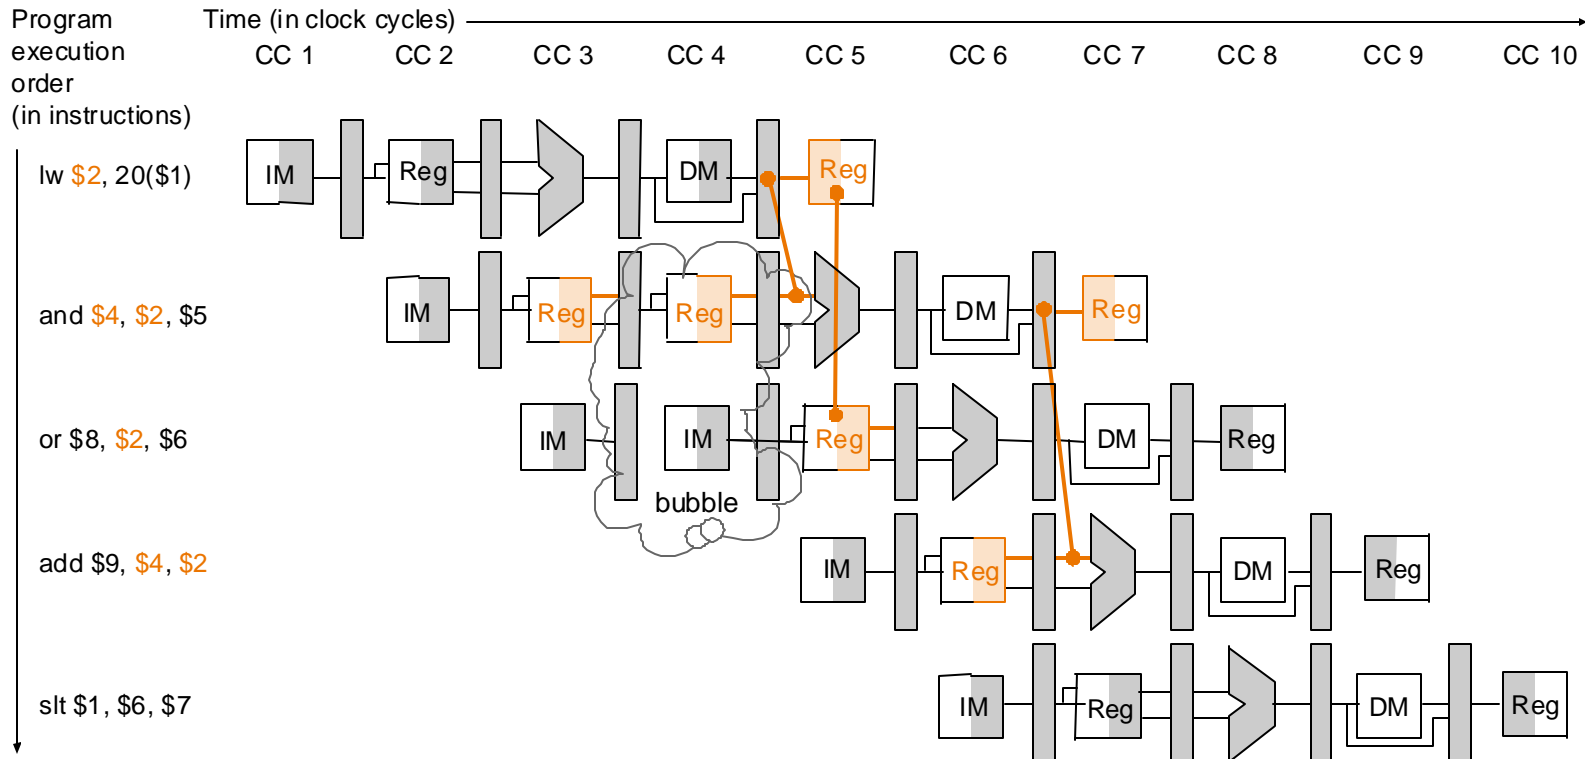 Program
execution
order
(in instructions)
Time (in clock cycles)
CC 1 CC 2 CC 3 CC 4 CC 5 CC 6 CC 7 CC 8 CC 9 CC 10
lw $2, 20($1)
IM Reg DM Reg
and $4, $2, $5
IM Reg Reg DM Reg
or $8, $2, $6
IM IM Reg DM Reg
bubble
add $9, $4, $2
IM Reg DM Reg
slt $1, $6, $7
IM Reg DM Reg